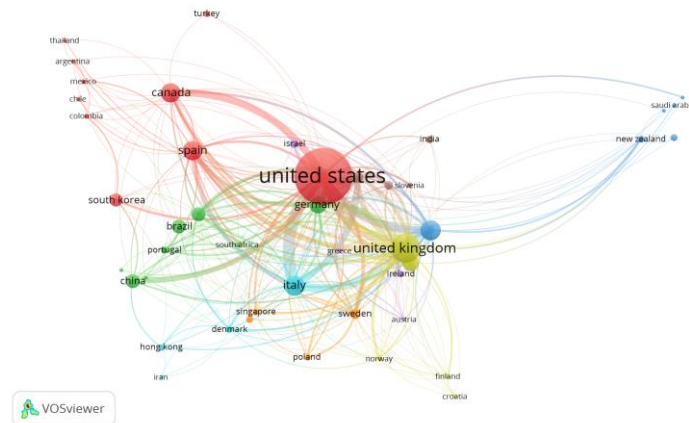 turkey
thailand
argentina
mexico
canada
chile
saudi arab
colombia
india
new zealand
israel
spain
united states
slovenia
south korea
germany
brazil
south africa
united kingdom
portugal
greece
ireland
china
italy
singapore
sweden
austria
denmark
hong kong
poland
norway
iran
finland
croatia
VOSviewer